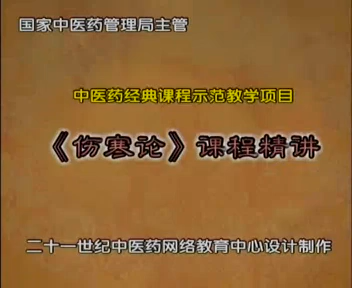 国家中医药管理局主管
中医药经典课程示范教学项目
《伤寒论》课程精讲
二十一世纪中医药网络教育中心设计制作